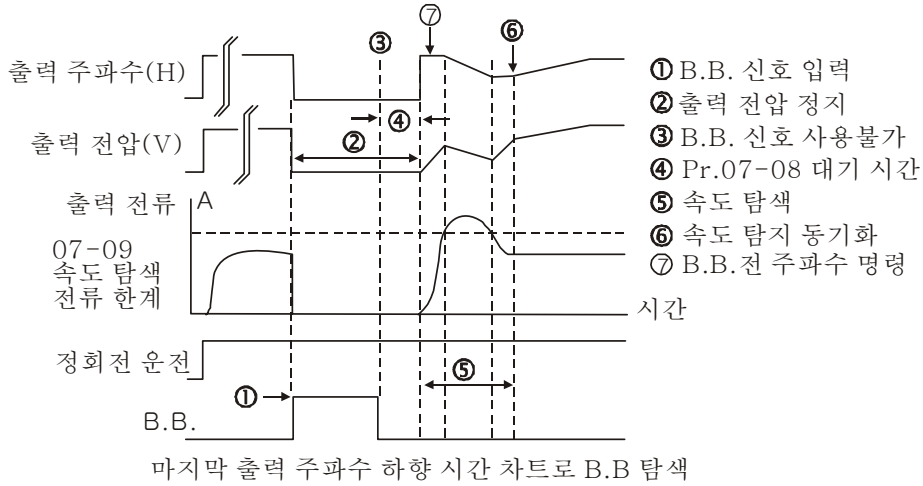 ⑦
⑥
③
출력 주파수(H)
④
출력 전압(V)
②
출력 전류
A
07-09
속도 탐색
전류 한계
시간
정회전 운전
⑤
①
B.B.
① B.B. 신호 입력
② 출력 전압 정지
③ B.B. 신호 사용불가
④ Pr.07-08 대기 시간
⑤ 속도 탐색
⑥ 속도 탐지 동기화
⑦ B.B.전 주파수 명령
마지막 출력 주파수 하향 시간 차트로 B.B 탐색